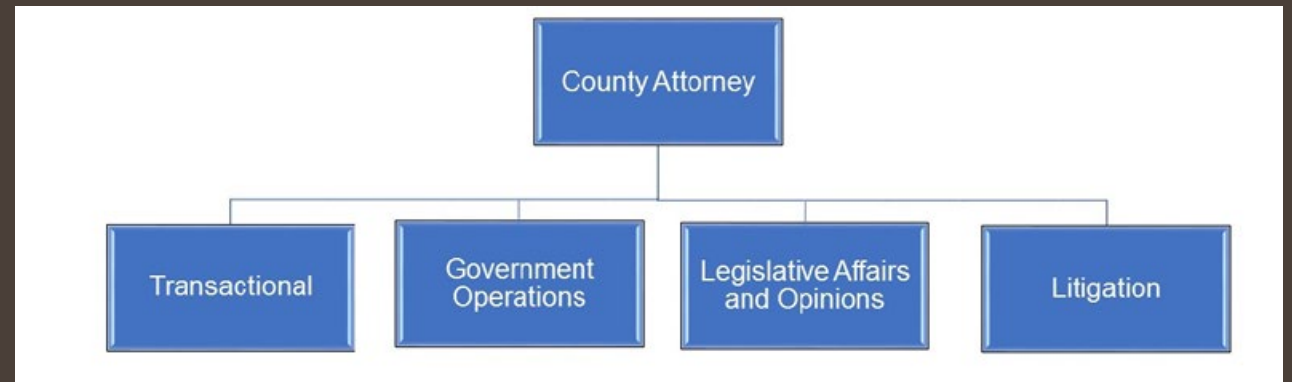 County Attorney
Transactional
Government
Operations
Legislative Affairs
and Opinions
Litigation